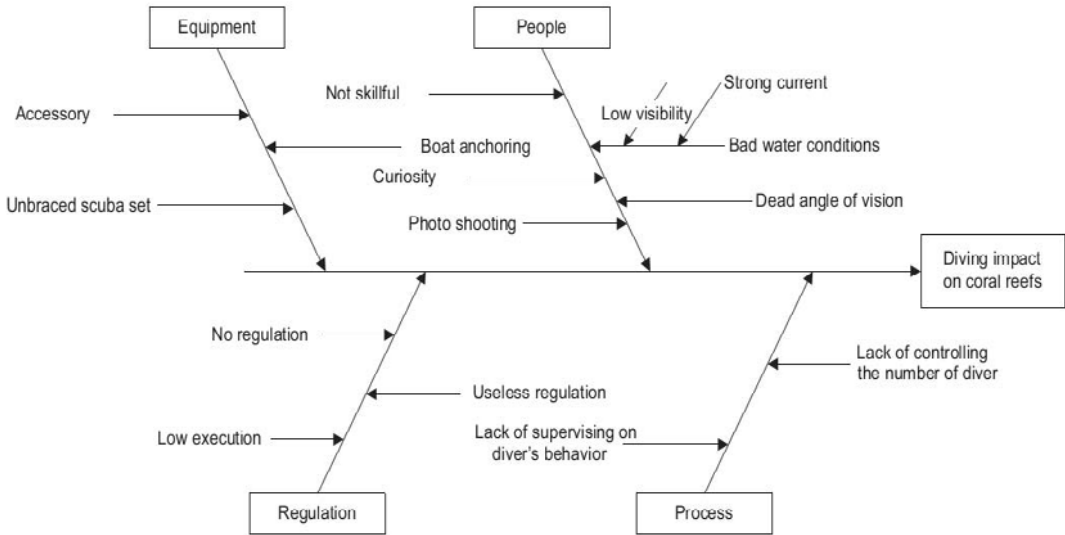 Equipment
People
Strong current
Not skillful
Low visibility
Accessory
Boat anchoring
Bad water conditions
Curiosity
Unbraced scuba set
Dead angle of vision
Photo shooting
Diving impact
on coral reefs
No regulation
Lack of controlling
the number of diver
Useless regulation
Low execution
Lack of supervising on
diver's behavior
Regulation
Process